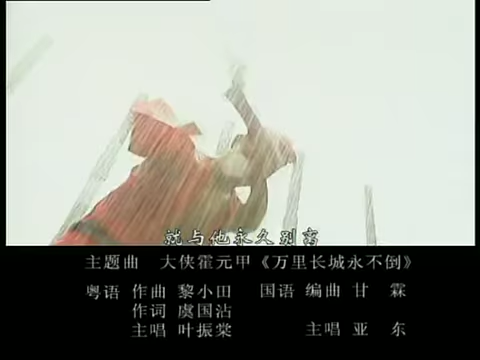 就与他永久别离
主题曲 大侠霍元甲《万里长城永不倒》
粤语 作曲 黎小田 国语 编曲 甘 霖
作词 虞国沾
主唱 叶振棠 主唱 亚 东